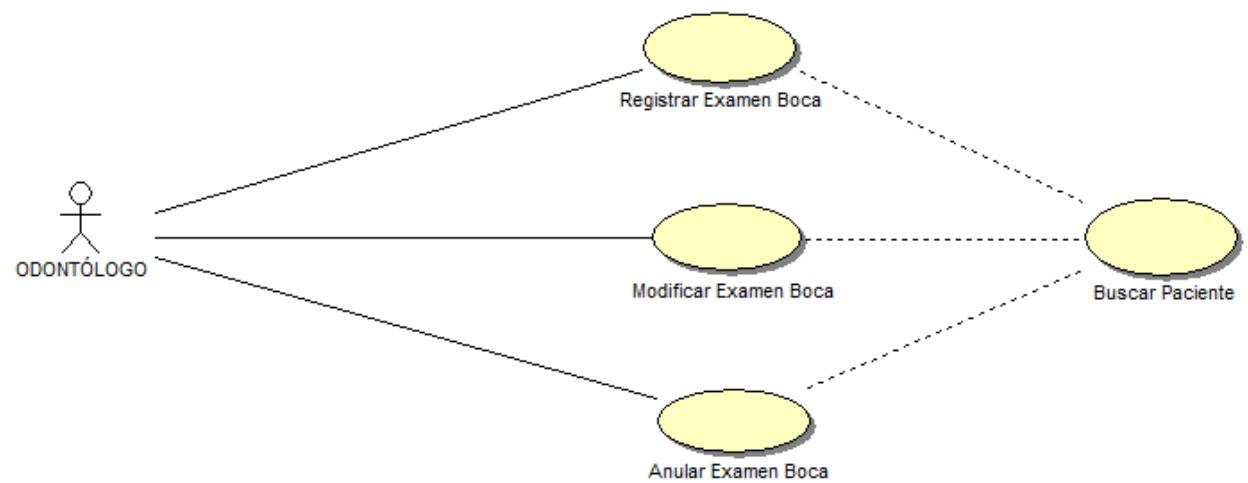 Registrar Examen Boca
ODONTÓLOGO
Modificar Examen Boca
Buscar Paciente
Anular Examen Boca